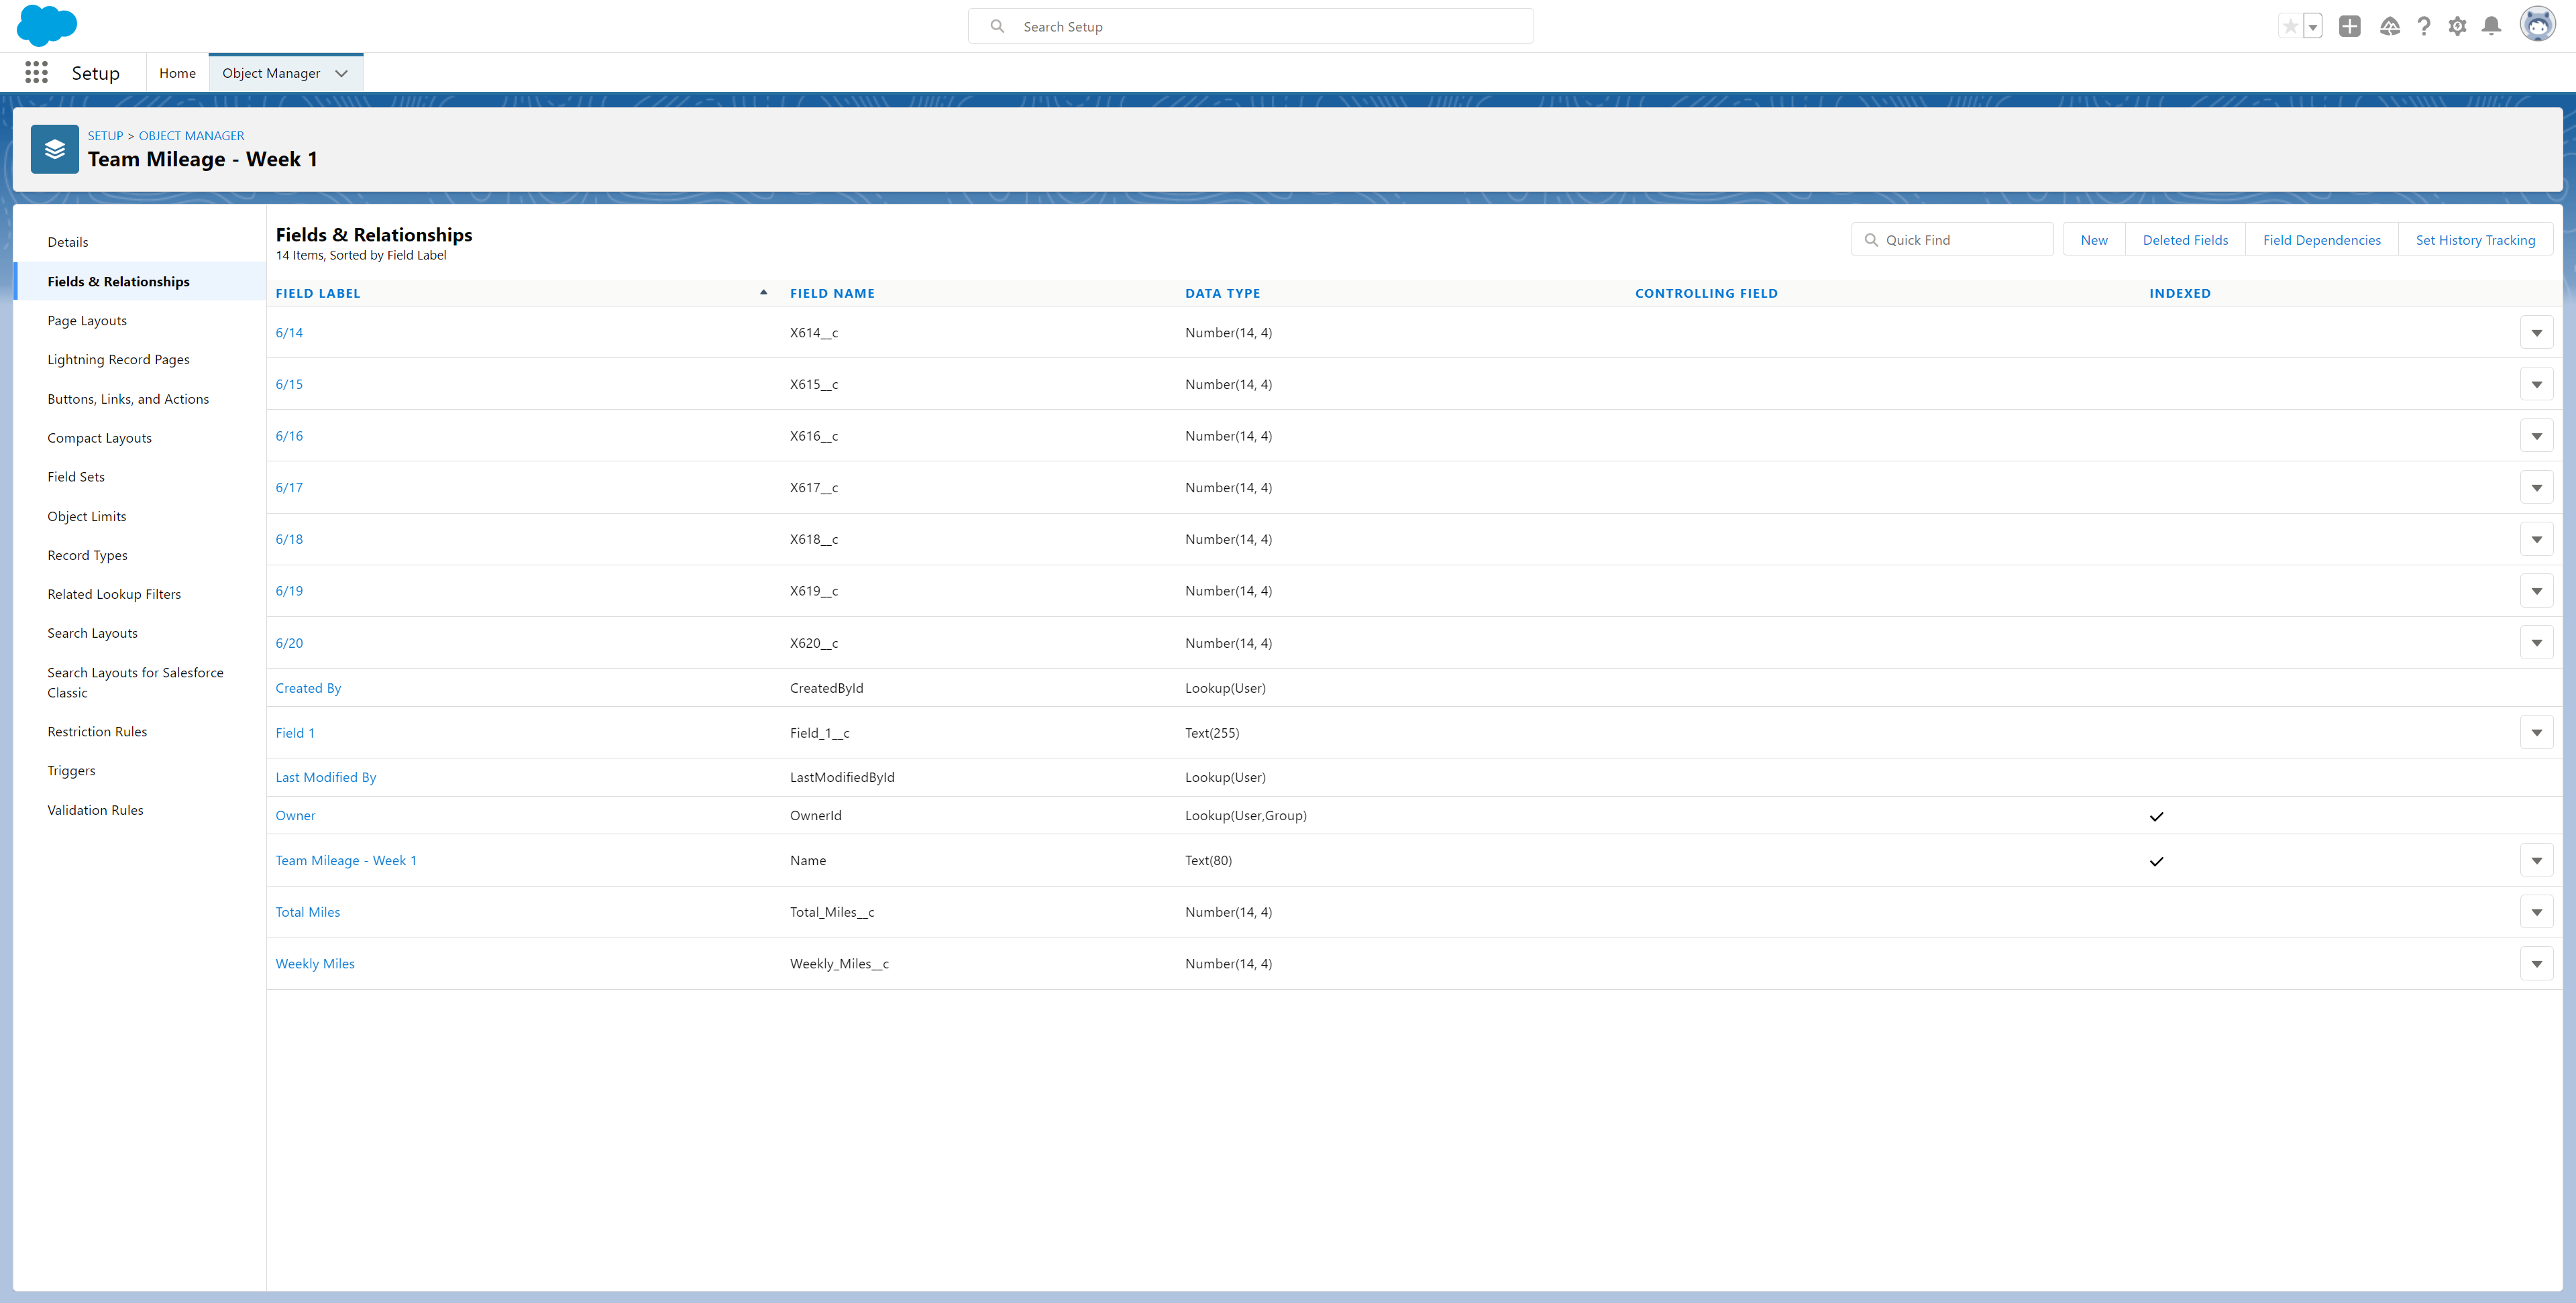 Search Setup
Setup
Home
Object Manager
SETUP > OBJECT MANAGER
Team Mileage - Week 1
Details
Fields & Relationships
Page Layouts
Lightning Record Pages
Buttons, Links, and Actions
Compact Layouts
Field Sets
Object Limits
Record Types
Related Lookup Filters
Search Layouts
Search Layouts for Salesforce
Classic
Restriction Rules
Triggers
Validation Rules
Fields & Relationships
14 Items, Sorted by Field Label
Quick Find
New
Deleted Fields
Field Dependencies
Set History Tracking
FIELD LABEL FIELD NAME DATA TYPE CONTROLLING FIELD INDEXED
6/14 X614__c Number(14, 4)
6/15 X615__c Number(14, 4)
6/16 X616__c Number(14, 4)
6/17 X617__c Number(14, 4)
6/18 X618__c Number(14, 4)
6/19 X619__c Number(14, 4)
6/20 X620__c Number(14, 4)
Created By CreatedById Lookup(User)
Field 1 Field_1__c Text(255)
Last Modified By LastModifiedById Lookup(User)
Owner OwnerId Lookup(User,Group)
Team Mileage - Week 1 Name Text(80)
Total Miles Total_Miles__c Number(14, 4)
Weekly Miles Weekly_Miles__c Number(14, 4)